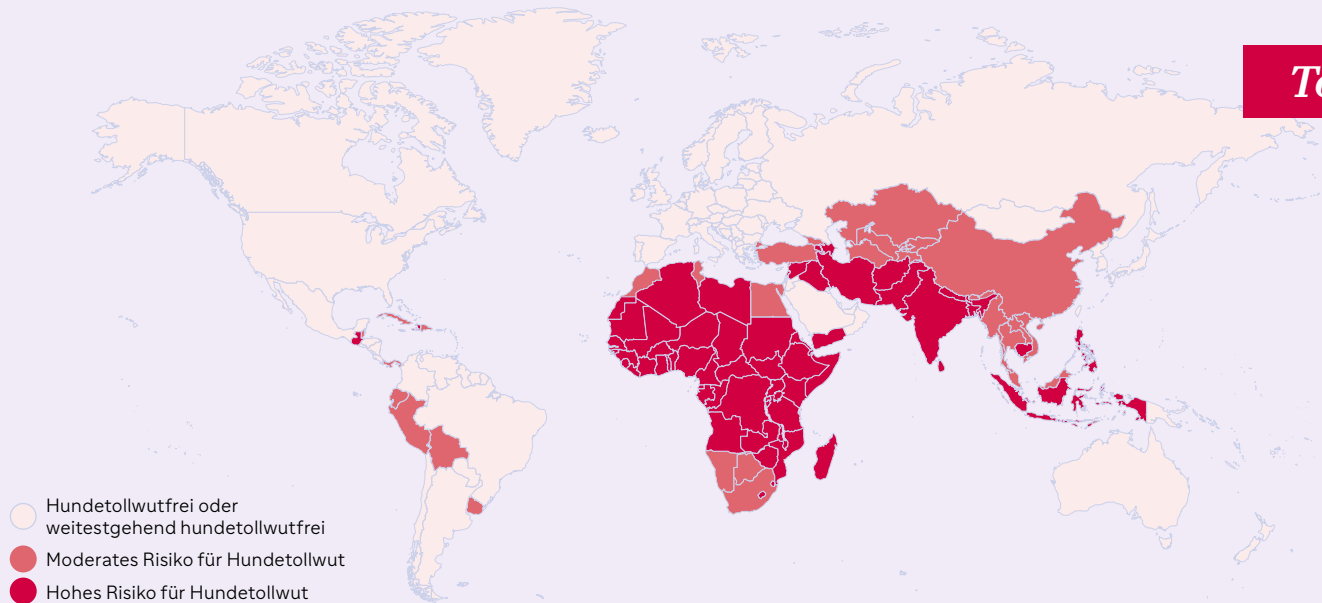 Hundetollwutfrei oder
weitestgehend hundetollwutfrei
Moderates Risiko für Hundetollwut
Hohes Risiko für Hundetollwut